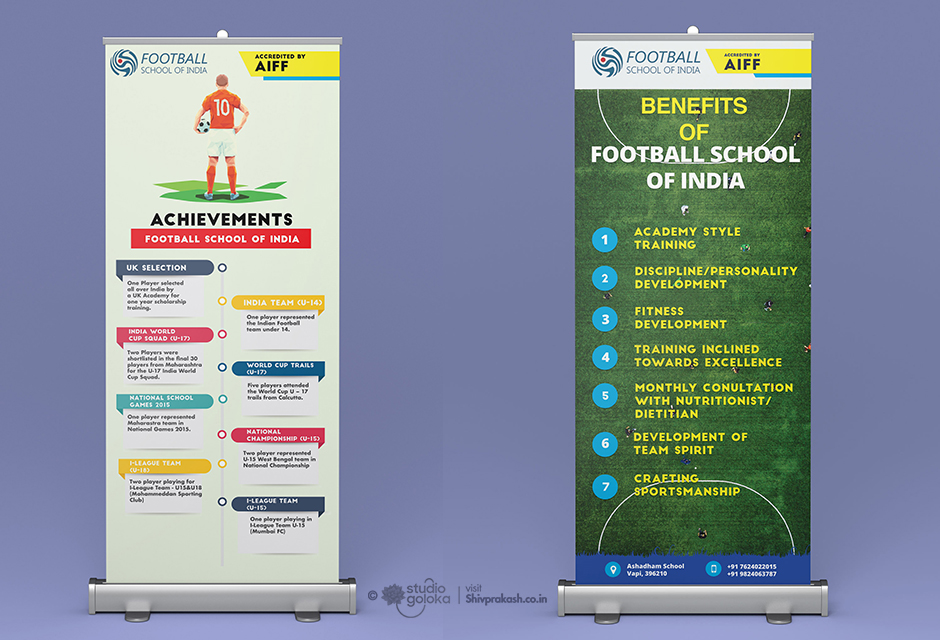 FOOTBALL
SCHOOL OF INDIA
ACCREDITED BY
AIFF
10
ACHIEVEMENTS
FOOTBALL SCHOOL OF INDIA
UK SELECTION
One Player selected
all over India by
a UK Academy for
one year scholarship
training.
INDIA TEAM (U-14)
One player represented
the Indian Football
team under 14.
INDIA WORLD
CUP SQUAD (U-17)
Two Players were
shortlisted in the final 30
players from Maharashtra
for the U-17 India World
Cup Squad.
WORLD CUP TRAILS
(U-17)
Five players attended
the World Cup U - 17
trails from Calcutto.
NATIONAL SCHOOL
GAMES 2015
One player represented
Maharastra team in
National Games 2015.
NATIONAL
CHAMPIONSHIP (U-15)
Two player represented
U-15 West Bengal team in
National Championship
I-LEAGUE TEAM
(U-18)
Two player playing for
I-League Team - U15&U18
(Mohammeddan Sporting
Club)
I-LEAGUE TEAM
(U-15)
One player playing in
I-League Team U-15
(Mumbai FC)
FOOTBALL
SCHOOL OF INDIA
ACCREDITED BY
AIFF
BENEFITS
OF
FOOTBALL SCHOOL
OF INDIA
1 ACADEMY STYLE
TRAINING
2 DISCIPLINE/PERSONALITY
DEVELOPMENT
3 FITNESS
DEVELOPMENT
4 TRAINING INCLINED
TOWARDS EXCELLENCE
5 MONTHLY CONULTATION
WITH NUTRITIONIST/
DIETITIAN
6 DEVELOPMENT OF
TEAM SPIRIT
7 CRAFTING
SPORTSMANSHIP
Ashadham School
Vapi, 396210
+91 7624022015
+91 9824063787
© studio
goloka
visit
Shivprakash.co.in